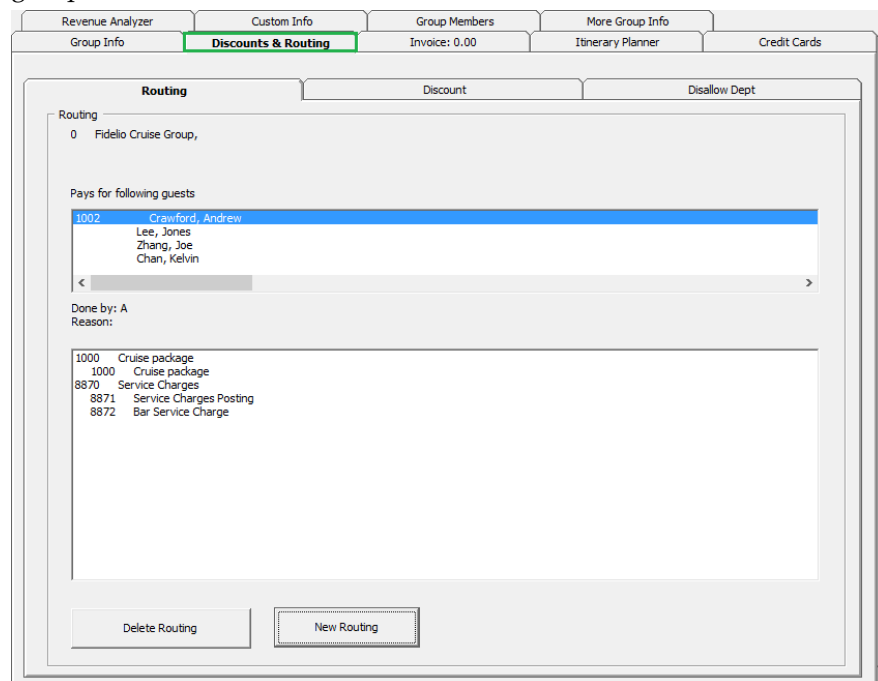 Revenue Analyzer Custom Info Group Members More Group Info
Group Info Discounts & Routing Invoice: 0.00 Itinerary Planner Credit Cards
Routing Discount Disallow Dept
Routing
0 Fidelio Cruise Group,
Pays for following guests
1002 Crawford, Andrew
Lee, Jones
Zhang, Joe
Chan, Kelvin
Done by: A
Reason:
1000 Cruise package
1000 Cruise package
8870 Service Charges
8871 Service Charges Posting
8872 Bar Service Charge
Delete Routing New Routing